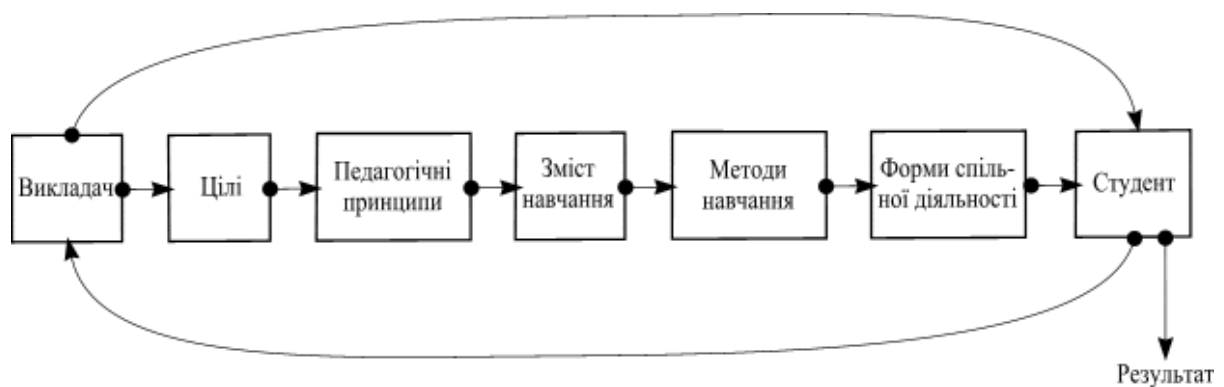 Викладач
Цілі
Педагогічні
принципи
Зміст
навчання
Методи
навчання
Форми спіль-
ної діяльності
Студент
Результат